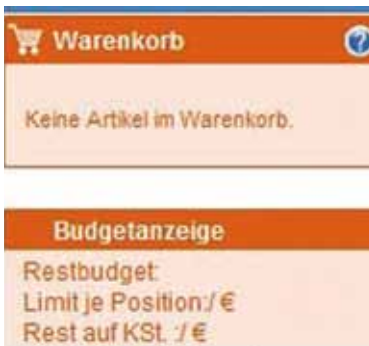 Warenkorb
Keine Artikel im Warenkorb.
Budgetanzeige
Restbudget:
Limit je Position:/ €
Rest auf KSt. :/ €